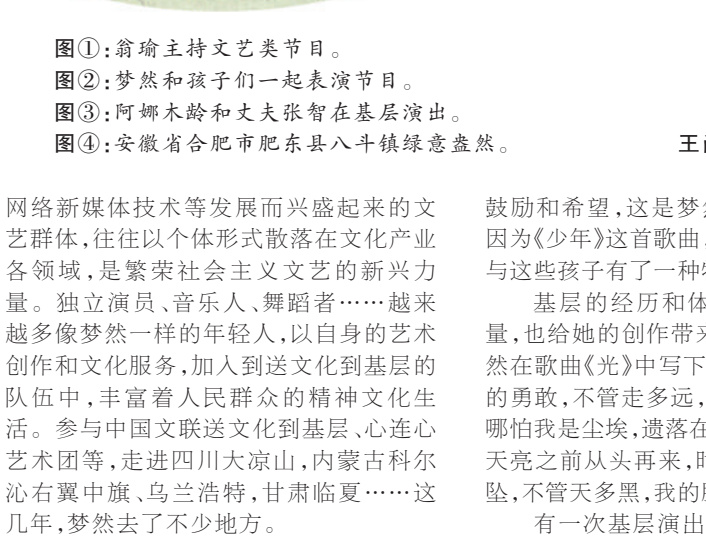 图①：翁瑜主持文艺类节目。
图②：梦然和孩子们一起表演节目。
图③：阿娜木龄和丈夫张智在基层演出。
图④：安徽省合肥市肥东县八斗镇绿意盎然。
王
网络新媒体技术等发展而兴盛起来的文
艺群体，往往以个体形式散落在文化产业
各领域，是繁荣社会主义文艺的新兴力
量。独立演员、音乐人、舞蹈者……越来
越多像梦然一样的年轻人，以自身的艺术
创作和文化服务，加入到送文化到基层的
队伍中，丰富着人民群众的精神文化生
活。参与中国文联送文化到基层、心连心
艺术团等，走进四川大凉山，内蒙古科尔
沁右翼中旗、乌兰浩特，甘肃临夏……这
几年，梦然去了不少地方。
鼓励和希望，这是梦
因为《少年》这首歌曲
与这些孩子有了一种
基层的经历和体
量，也给她的创作带来
然在歌曲《光》中写下
的勇敢，不管走多远，
哪怕我是尘埃，遗落在
天亮之前从头再来，
坠，不管天多黑，我的
有一次基层演出